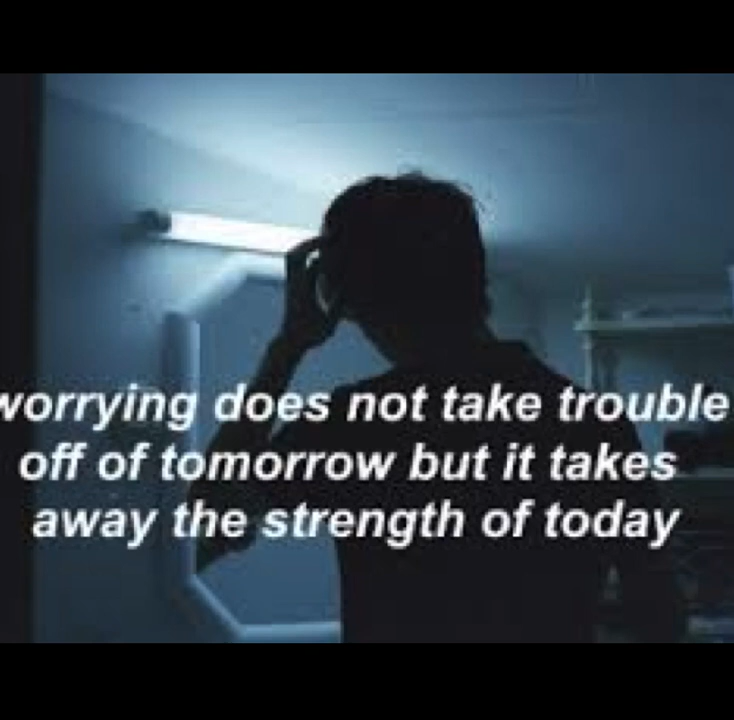 worrying does not take trouble
off of tomorrow but it takes
away the strength of today